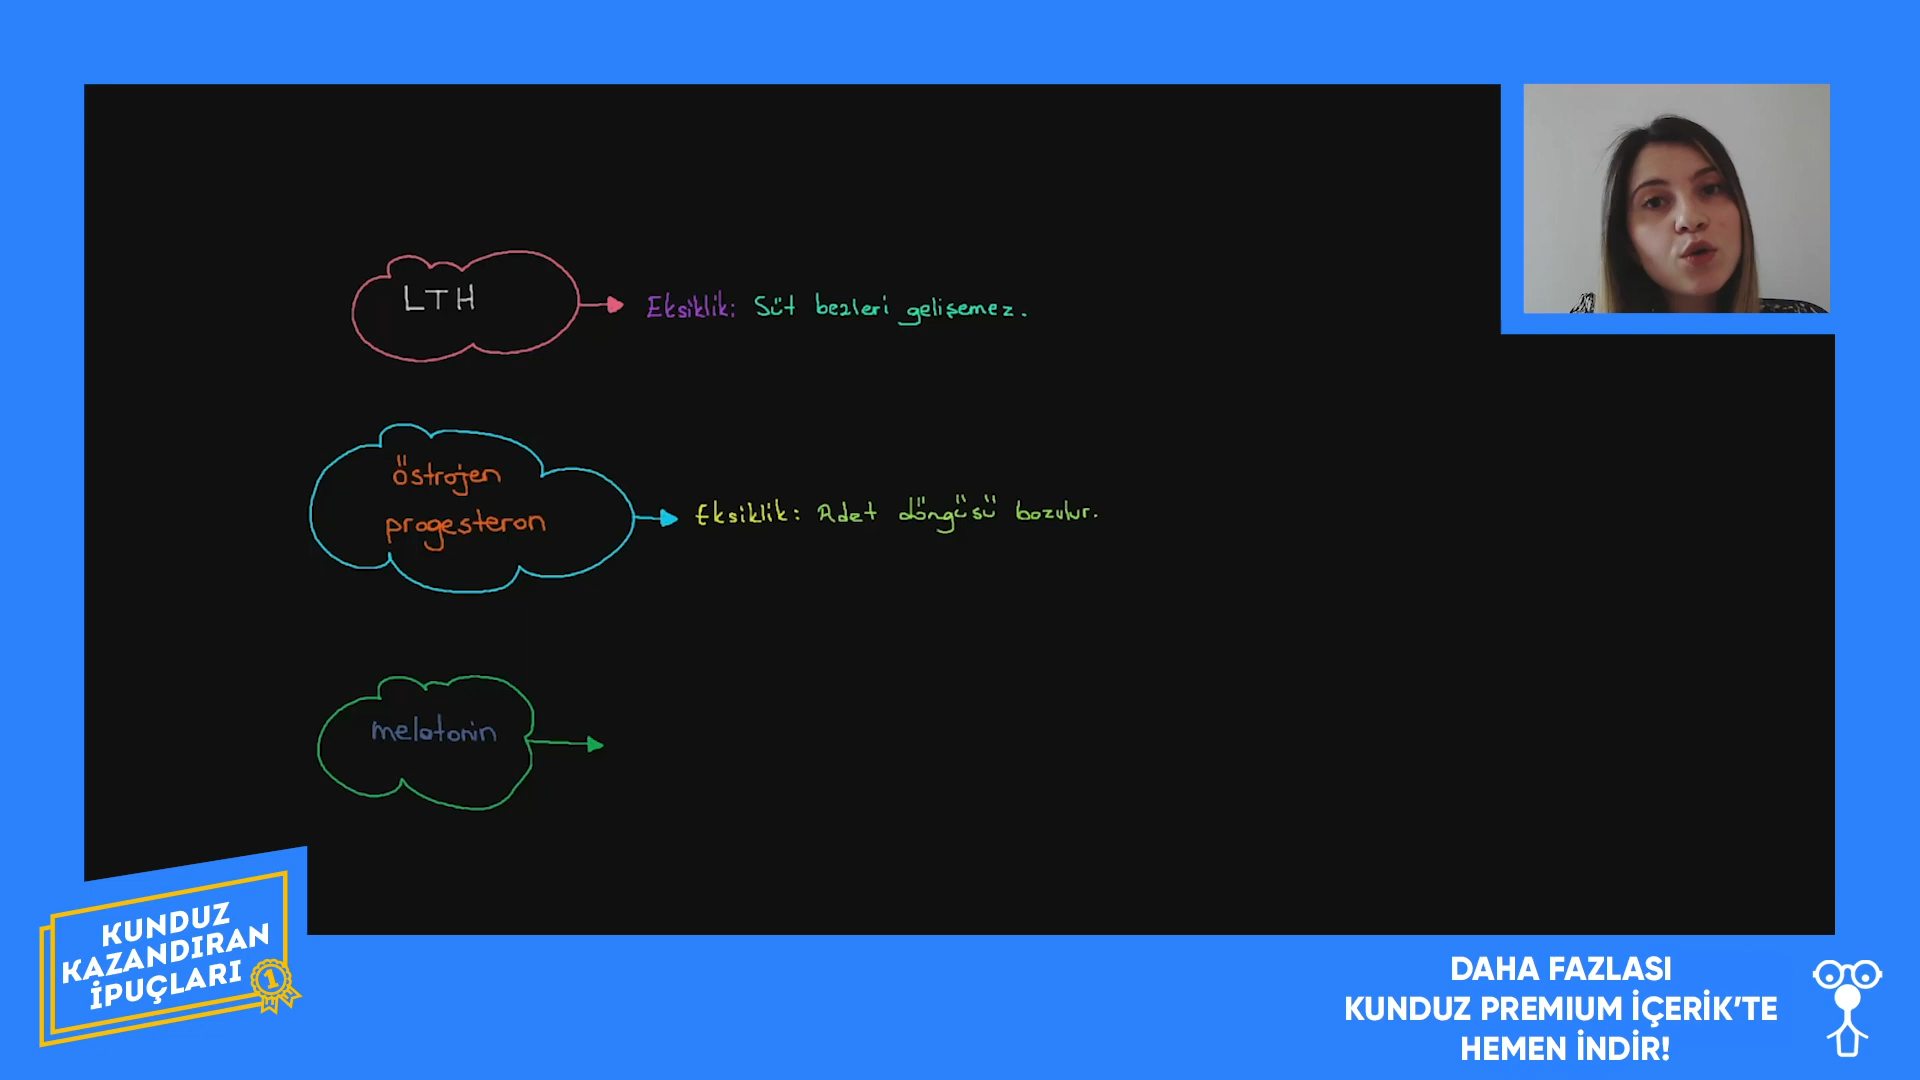 LTH
Eksiklik: Süt bezleri gelişemez.
östrojen
progesteron
Eksiklik: Adet döngüsü bozulur.
melatonin
KUNDUZ
KAZANDIRAN
İPUÇLARI
1
DAHA FAZLASI
KUNDUZ PREMIUM İÇERİK'TE
HEMEN İNDİR!